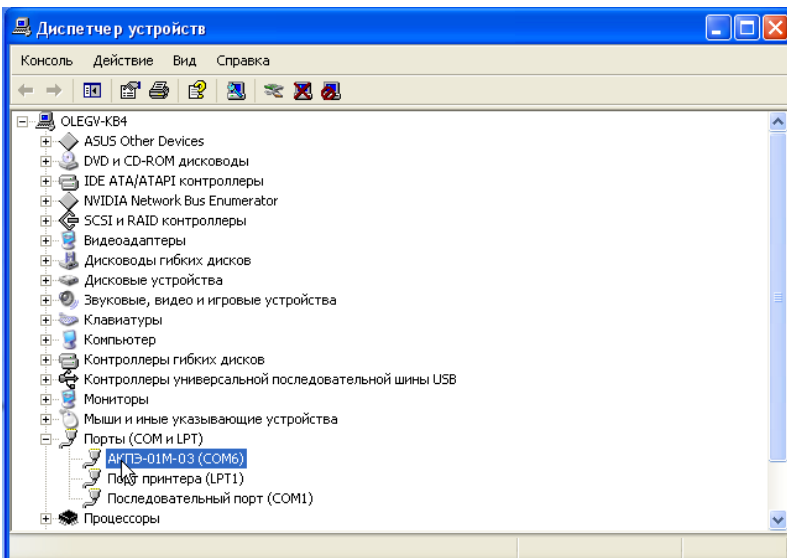 Диспетчер устройств
Консоль Действие Вид Справка
OLEGV-KB4
ASUS Other Devices
DVD и CD-ROM дисководы
IDE ATA/ATAPI контроллеры
NVIDIA Network Bus Enumerator
SCSI и RAID контроллеры
Видеоадаптеры
Дисководы гибких дисков
Дисковые устройства
Звуковые, видео и игровые устройства
Клавиатуры
Компьютер
Контроллеры гибких дисков
Контроллеры универсальной последовательной шины USB
Мониторы
Мыши и иные указывающие устройства
Порты (COM и LPT)
АКПЭ-01М-03 (COM6)
Порт принтера (LPT1)
Последовательный порт (COM1)
Процессоры